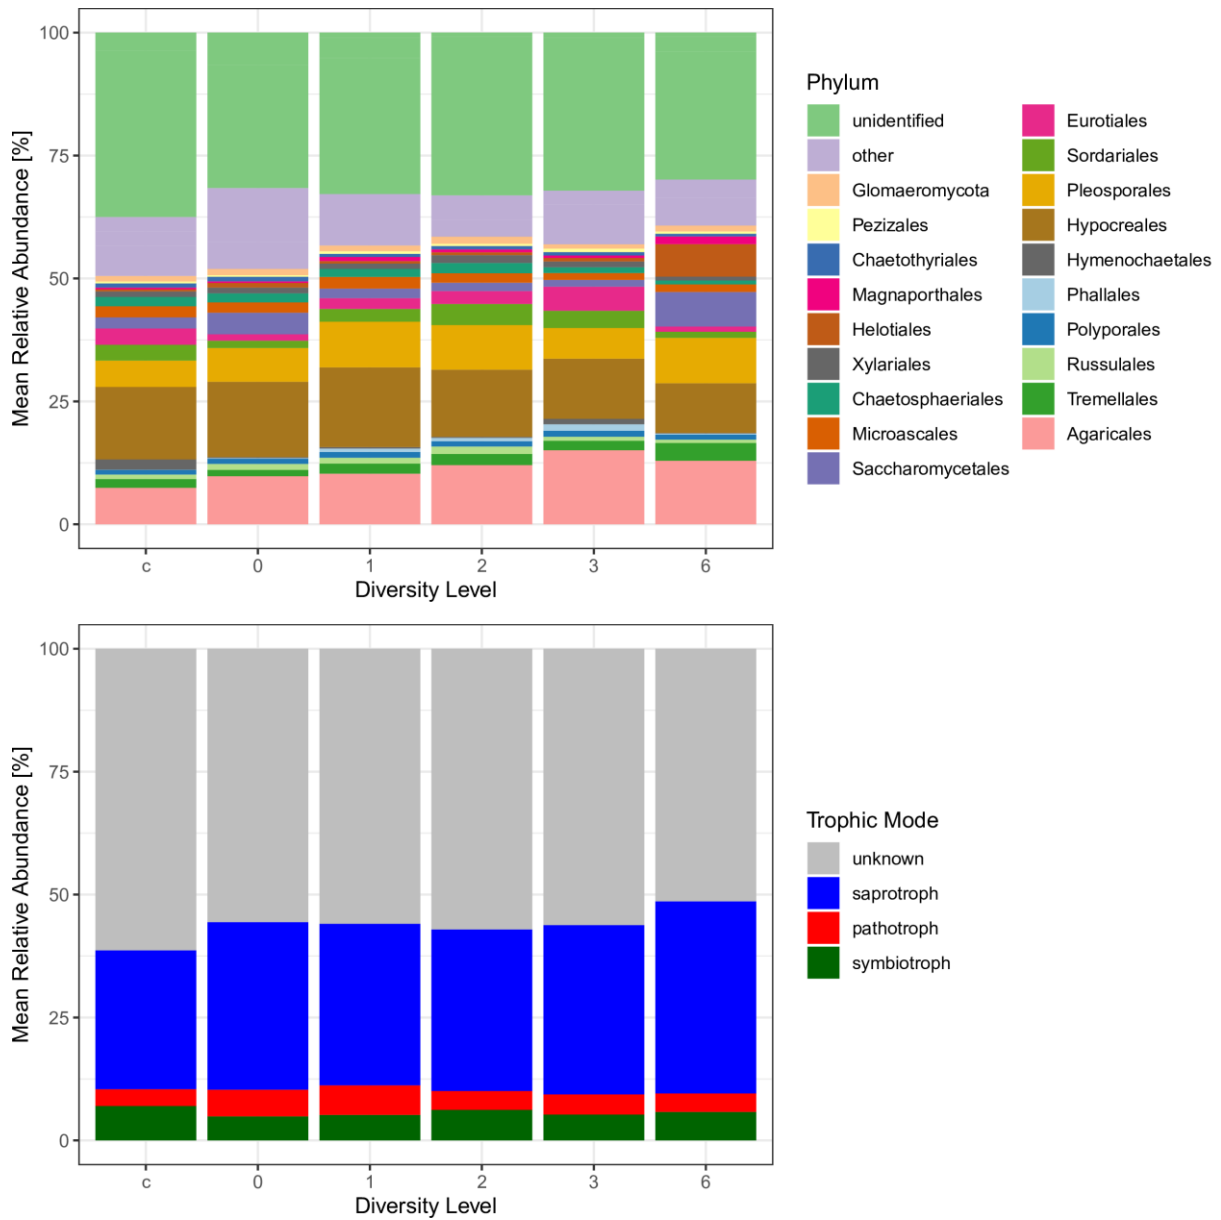 Mean Relative Abundance [%]
100
75
50
25
0
c 0 1 2 3 6
Diversity Level
Phylum
unidentified
other
Glomaeromycota
Pezizales
Chaetothyriales
Magnaporthales
Helotiales
Xylariales
Chaetosphaeriales
Microascales
Saccharomycetales
Eurotiales
Sordariales
Pleosporales
Hypocreales
Hymenochaetales
Phallales
Polyporales
Russulales
Tremellales
Agaricales
Mean Relative Abundance [%]
100
75
50
25
0
c 0 1 2 3 6
Diversity Level
Trophic Mode
unknown
saprotroph
pathotroph
symbiotroph